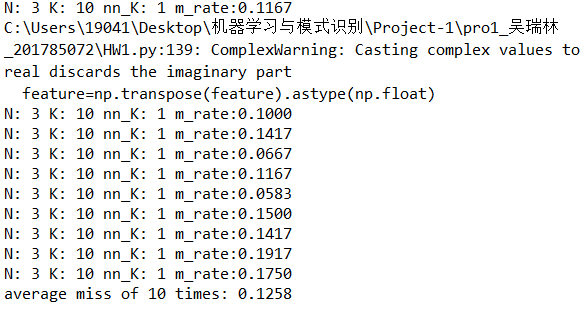 N: 3 K: 10 nn_K: 1 m_rate:0.1167
C:\Users\19041\Desktop\机器学习与模式识别\Project-1\pro1_吴瑞林
_201785072\HW1.py:139: ComplexWarning: Casting complex values to
real discards the imaginary part
  feature=np.transpose(feature).astype(np.float)
N: 3 K: 10 nn_K: 1 m_rate:0.1000
N: 3 K: 10 nn_K: 1 m_rate:0.1417
N: 3 K: 10 nn_K: 1 m_rate:0.0667
N: 3 K: 10 nn_K: 1 m_rate:0.1167
N: 3 K: 10 nn_K: 1 m_rate:0.0583
N: 3 K: 10 nn_K: 1 m_rate:0.1500
N: 3 K: 10 nn_K: 1 m_rate:0.1417
N: 3 K: 10 nn_K: 1 m_rate:0.1917
N: 3 K: 10 nn_K: 1 m_rate:0.1750
average miss of 10 times: 0.1258